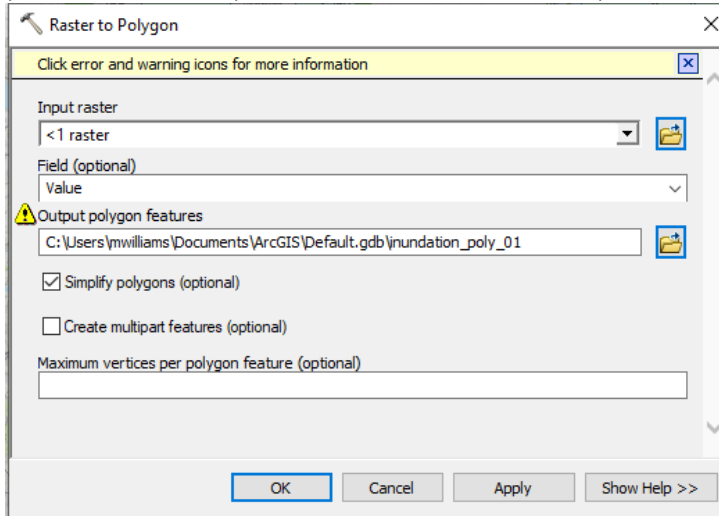 Raster to Polygon
Click error and warning icons for more information
Input raster
<1 raster
Field (optional)
Value
Output polygon features
C:\Users\mwilliams\Documents\ArcGIS\Default.gdb\inundation_poly_01
Simplify polygons (optional)
Create multipart features (optional)
Maximum vertices per polygon feature (optional)
OK Cancel Apply Show Help >>